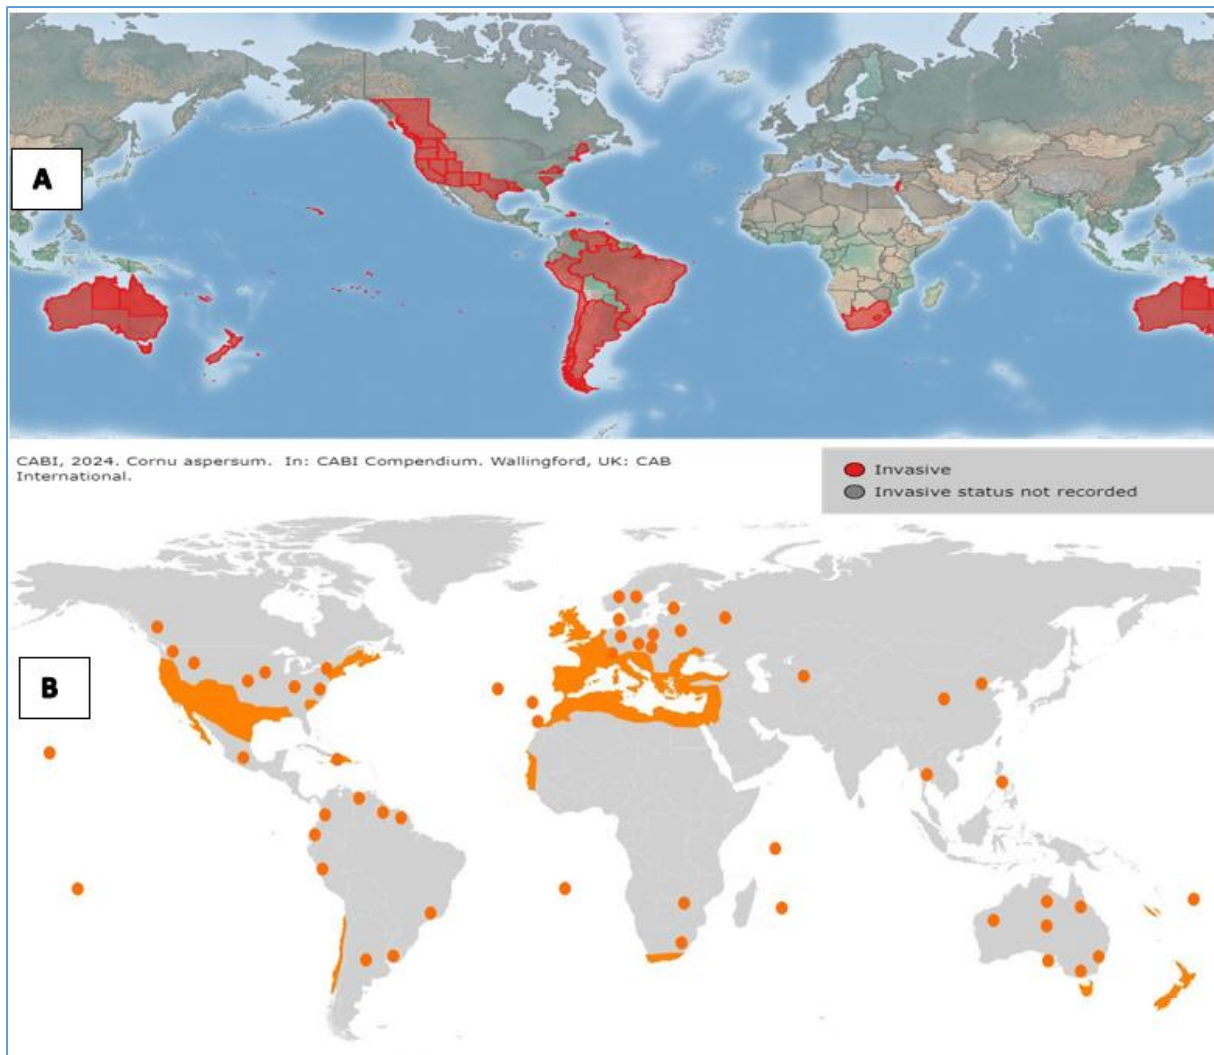 A
CABI, 2024. Cornu aspersum. In: CABI Compendium. Wallingford, UK: CAB
International.
Invasive
Invasive status not recorded
B